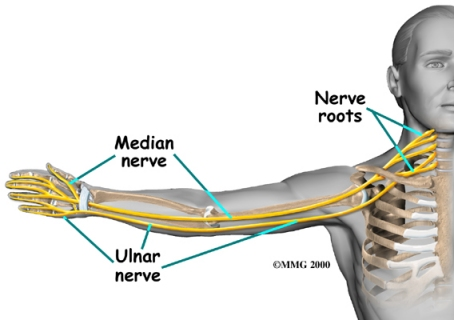 Nerve
roots
Median
nerve
Ulnar
nerve
©MMG 2000